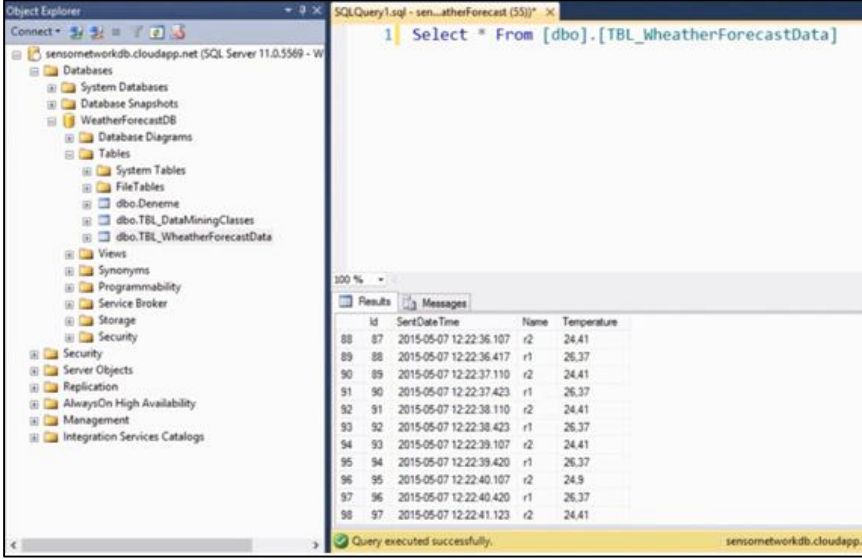 Object Explorer
Connect
sensornetworkdb.cloudapp.net (SQL Server 11.0.5569 - W
Databases
System Databases
Database Snapshots
WeatherForecastDB
Database Diagrams
Tables
System Tables
FileTables
dbo.Deneme
dbo.TBL_DataMiningClasses
dbo.TBL_WheatherForecastData
Views
Synonyms
Programmability
Service Broker
Storage
Security
Security
Server Objects
Replication
AlwaysOn High Availability
Management
Integration Services Catalogs
SQLQuery1.sql - sen...atherForecast (55))*
1 Select * From [dbo].[TBL_WheatherForecastData]
100 %
Results Messages
Id SentDateTime Name Temperature
88 87 2015-05-07 12:22:36.107 r2 24,41
89 88 2015-05-07 12:22:36.417 r1 26,37
90 89 2015-05-07 12:22:37.110 r2 24,41
91 90 2015-05-07 12:22:37.423 r1 26,37
92 91 2015-05-07 12:22:38.110 r2 24,41
93 92 2015-05-07 12:22:38.423 r1 26,37
94 93 2015-05-07 12:22:39.107 r2 24,41
95 94 2015-05-07 12:22:39.420 r1 26,37
96 95 2015-05-07 12:22:40.107 r2 24,9
97 96 2015-05-07 12:22:40.420 r1 26,37
98 97 2015-05-07 12:22:41.123 r2 24,41
Query executed successfully.
sensornetworkdb.cloudapp.